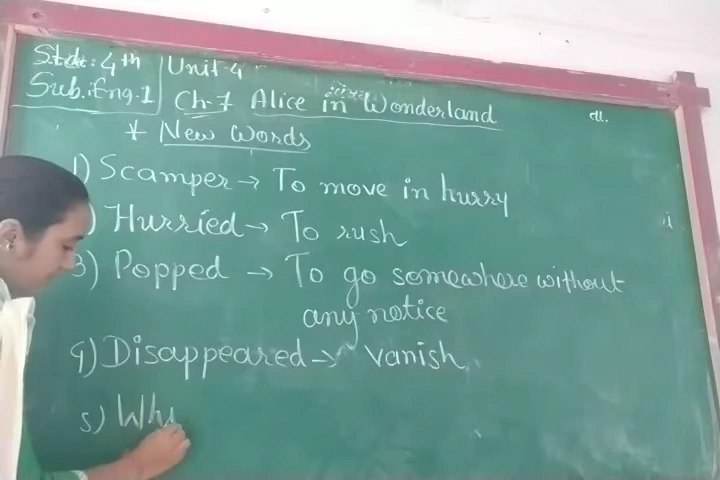 Std: 4th
Sub: Eng.1
Unit-4
Ch-7 Alice in Wonderland
* New Words
1) Scamper → To move in hurry
) Hurried → To rush
3) Popped → To go somewhere without
any notice
4) Disappeared → Vanish
5) Wh